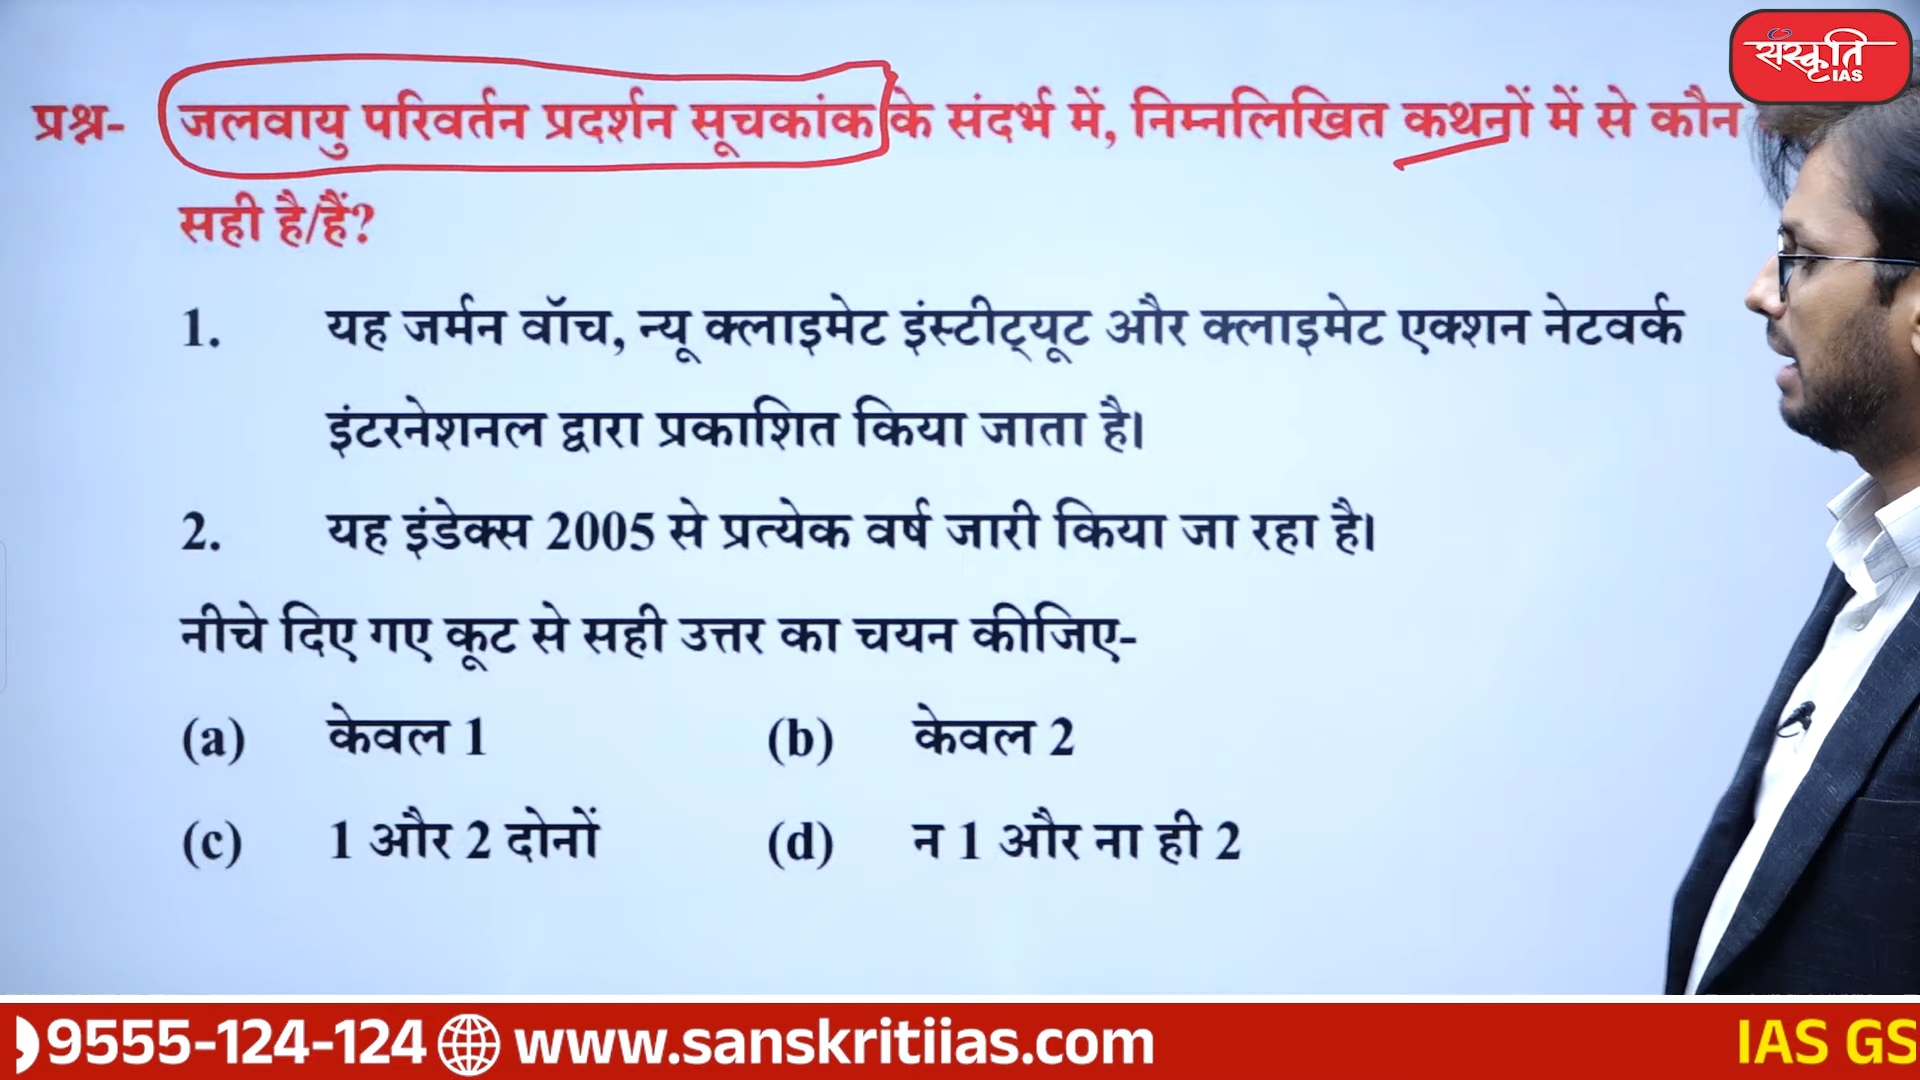 संस्कृति
IAS
प्रश्न- जलवायु परिवर्तन प्रदर्शन सूचकांक के संदर्भ में, निम्नलिखित कथनों में से कौन
सही है/हैं?
1. यह जर्मन वॉच, न्यू क्लाइमेट इंस्टीट्यूट और क्लाइमेट एक्शन नेटवर्क
इंटरनेशनल द्वारा प्रकाशित किया जाता है।
2. यह इंडेक्स 2005 से प्रत्येक वर्ष जारी किया जा रहा है।
नीचे दिए गए कूट से सही उत्तर का चयन कीजिए-
(a) केवल 1 (b) केवल 2
(c) 1 और 2 दोनों (d) न 1 और ना ही 2
9555-124-124 www.sanskritiias.com IAS GS